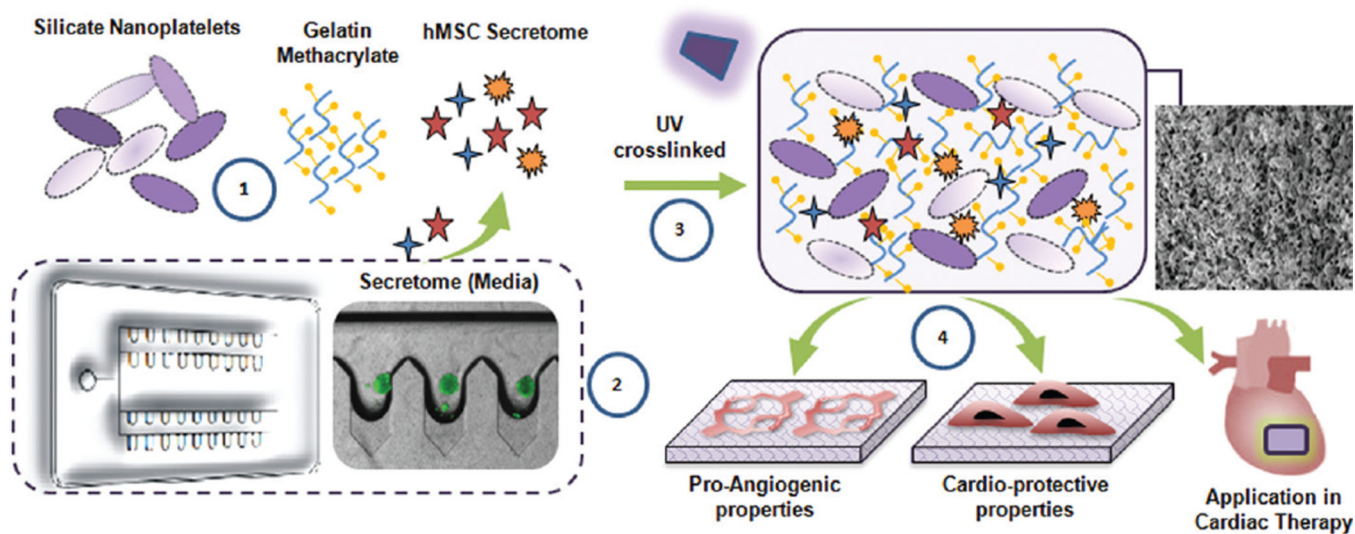 Silicate Nanoplatelets
Gelatin
Methacrylate
hMSC Secretome
1
UV
crosslinked
3
Secretome (Media)
2
4
Pro-Angiogenic
properties
Cardio-protective
properties
Application in
Cardiac Therapy